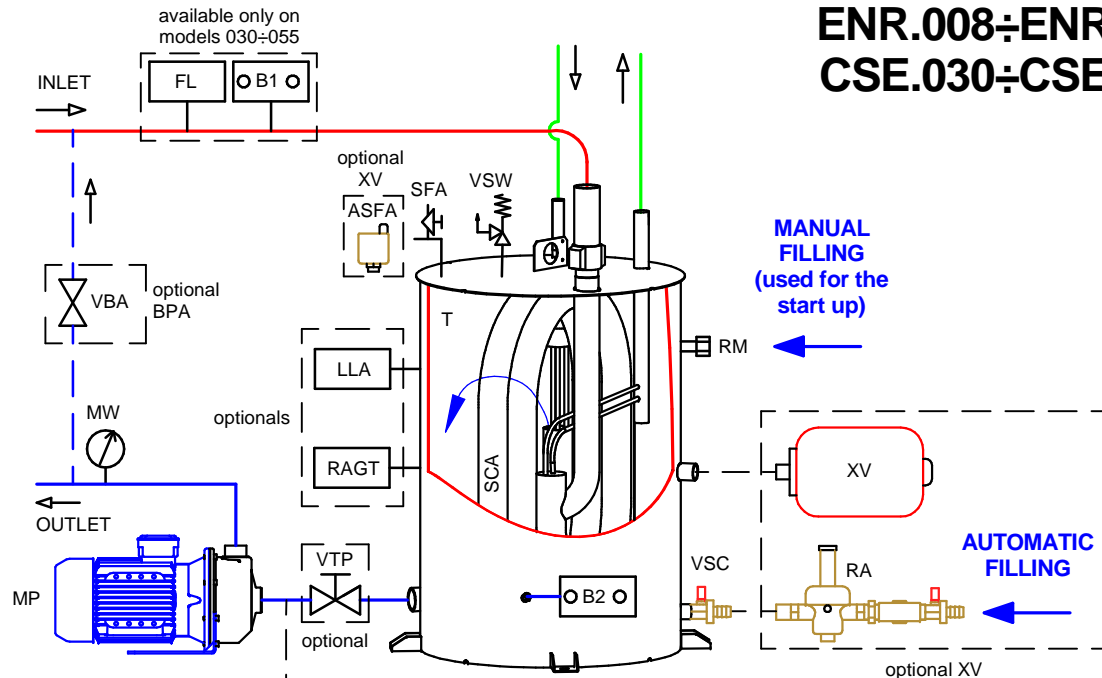 available only on
models 030÷055
ENR.008÷ENR
CSE.030÷CSE
INLET
FL
B1
optional
XV
ASFA
SFA
VSW
MANUAL
FILLING
(used for the
start up)
VBA
optional
BPA
T
RM
LLA
optionals
RAGT
SCA
MW
OUTLET
XV
AUTOMATIC
FILLING
VTP
optional
MP
B2
VSC
RA
optional XV